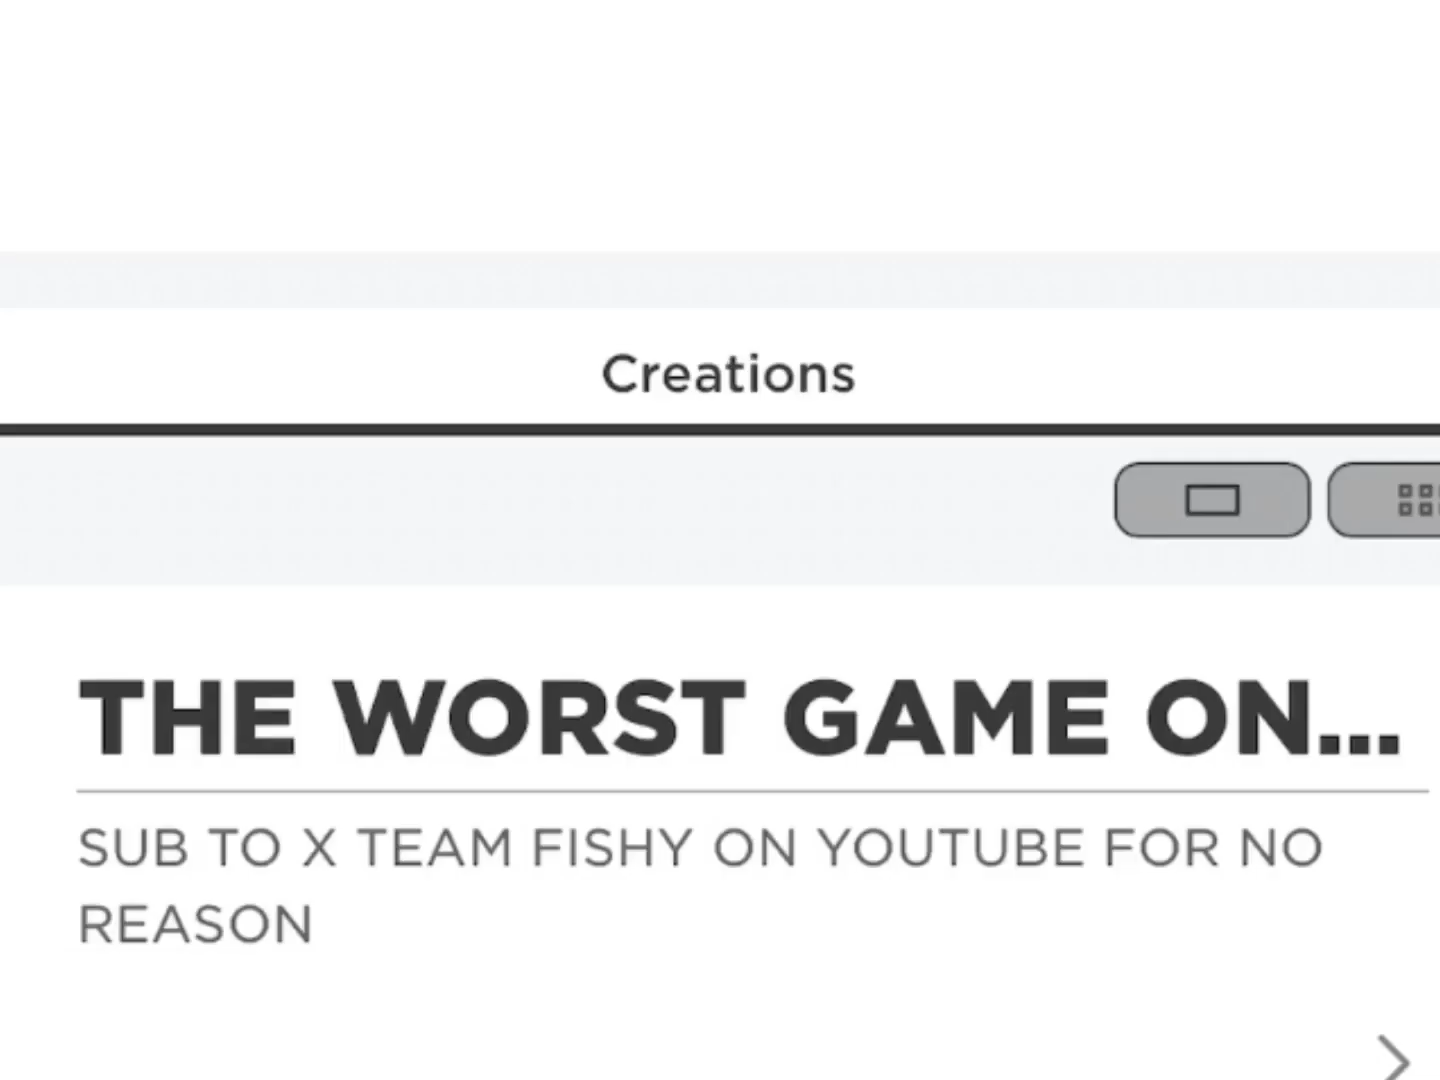 Creations
THE WORST GAME ON...
SUB TO X TEAM FISHY ON YOUTUBE FOR NO
REASON